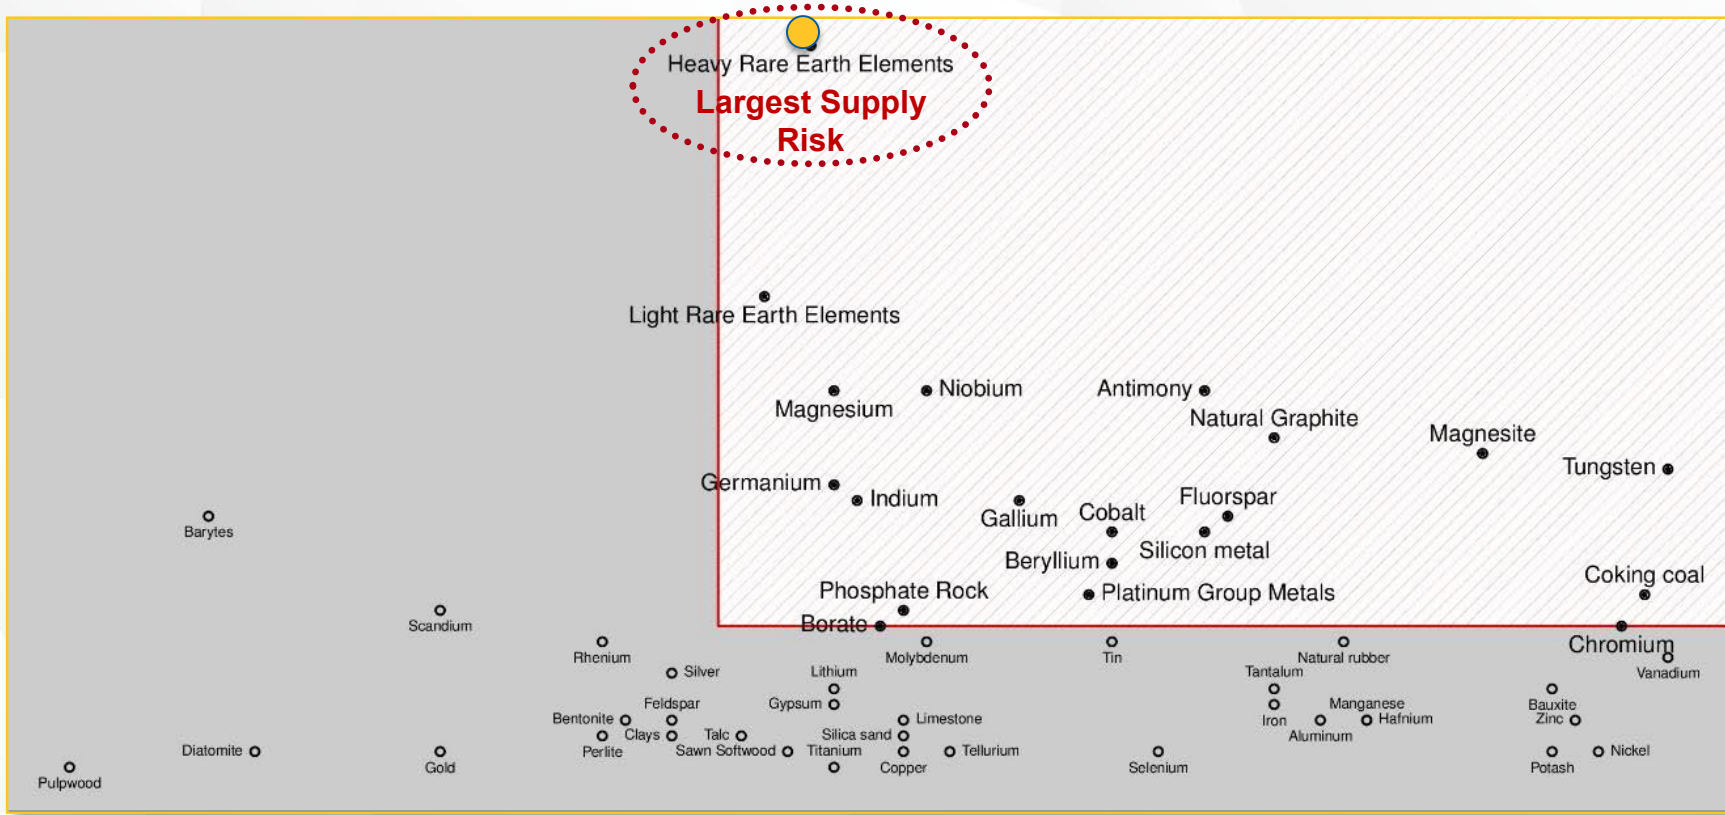 Heavy Rare Earth Elements
Largest Supply
Risk
Light Rare Earth Elements
Magnesium
Niobium
Antimony
Natural Graphite
Magnesite
Tungsten
Germanium
Indium
Gallium
Cobalt
Fluorspar
Silicon metal
Barytes
Beryllium
Coking coal
Phosphate Rock
Platinum Group Metals
Scandium
Borate
Chromium
Rhenium
Molybdenum
Tin
Natural rubber
Vanadium
Silver
Lithium
Tantalum
Feldspar
Gypsum
Manganese
Bauxite
Bentonite
Limestone
Iron
Hafnium
Zinc
Clays
Talc
Silica sand
Aluminum
Diatomite
Perlite
Sawn Softwood
Titanium
Tellurium
Nickel
Gold
Copper
Selenium
Potash
Pulpwood